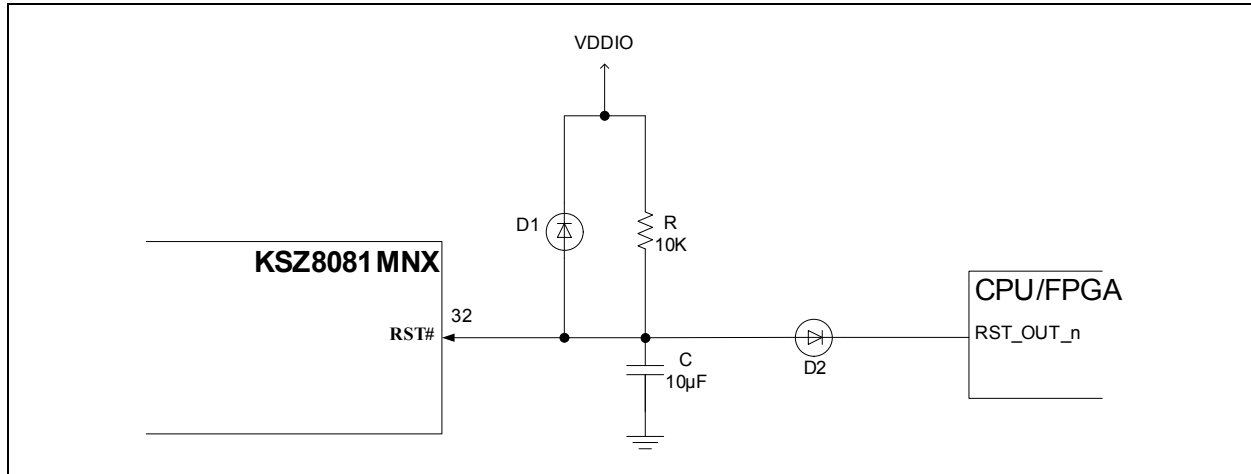 VDDIO
D1
R
10K
KSZ8081MNX
CPU/FPGA
32
RST#
RST_OUT_n
C
10µF
D2